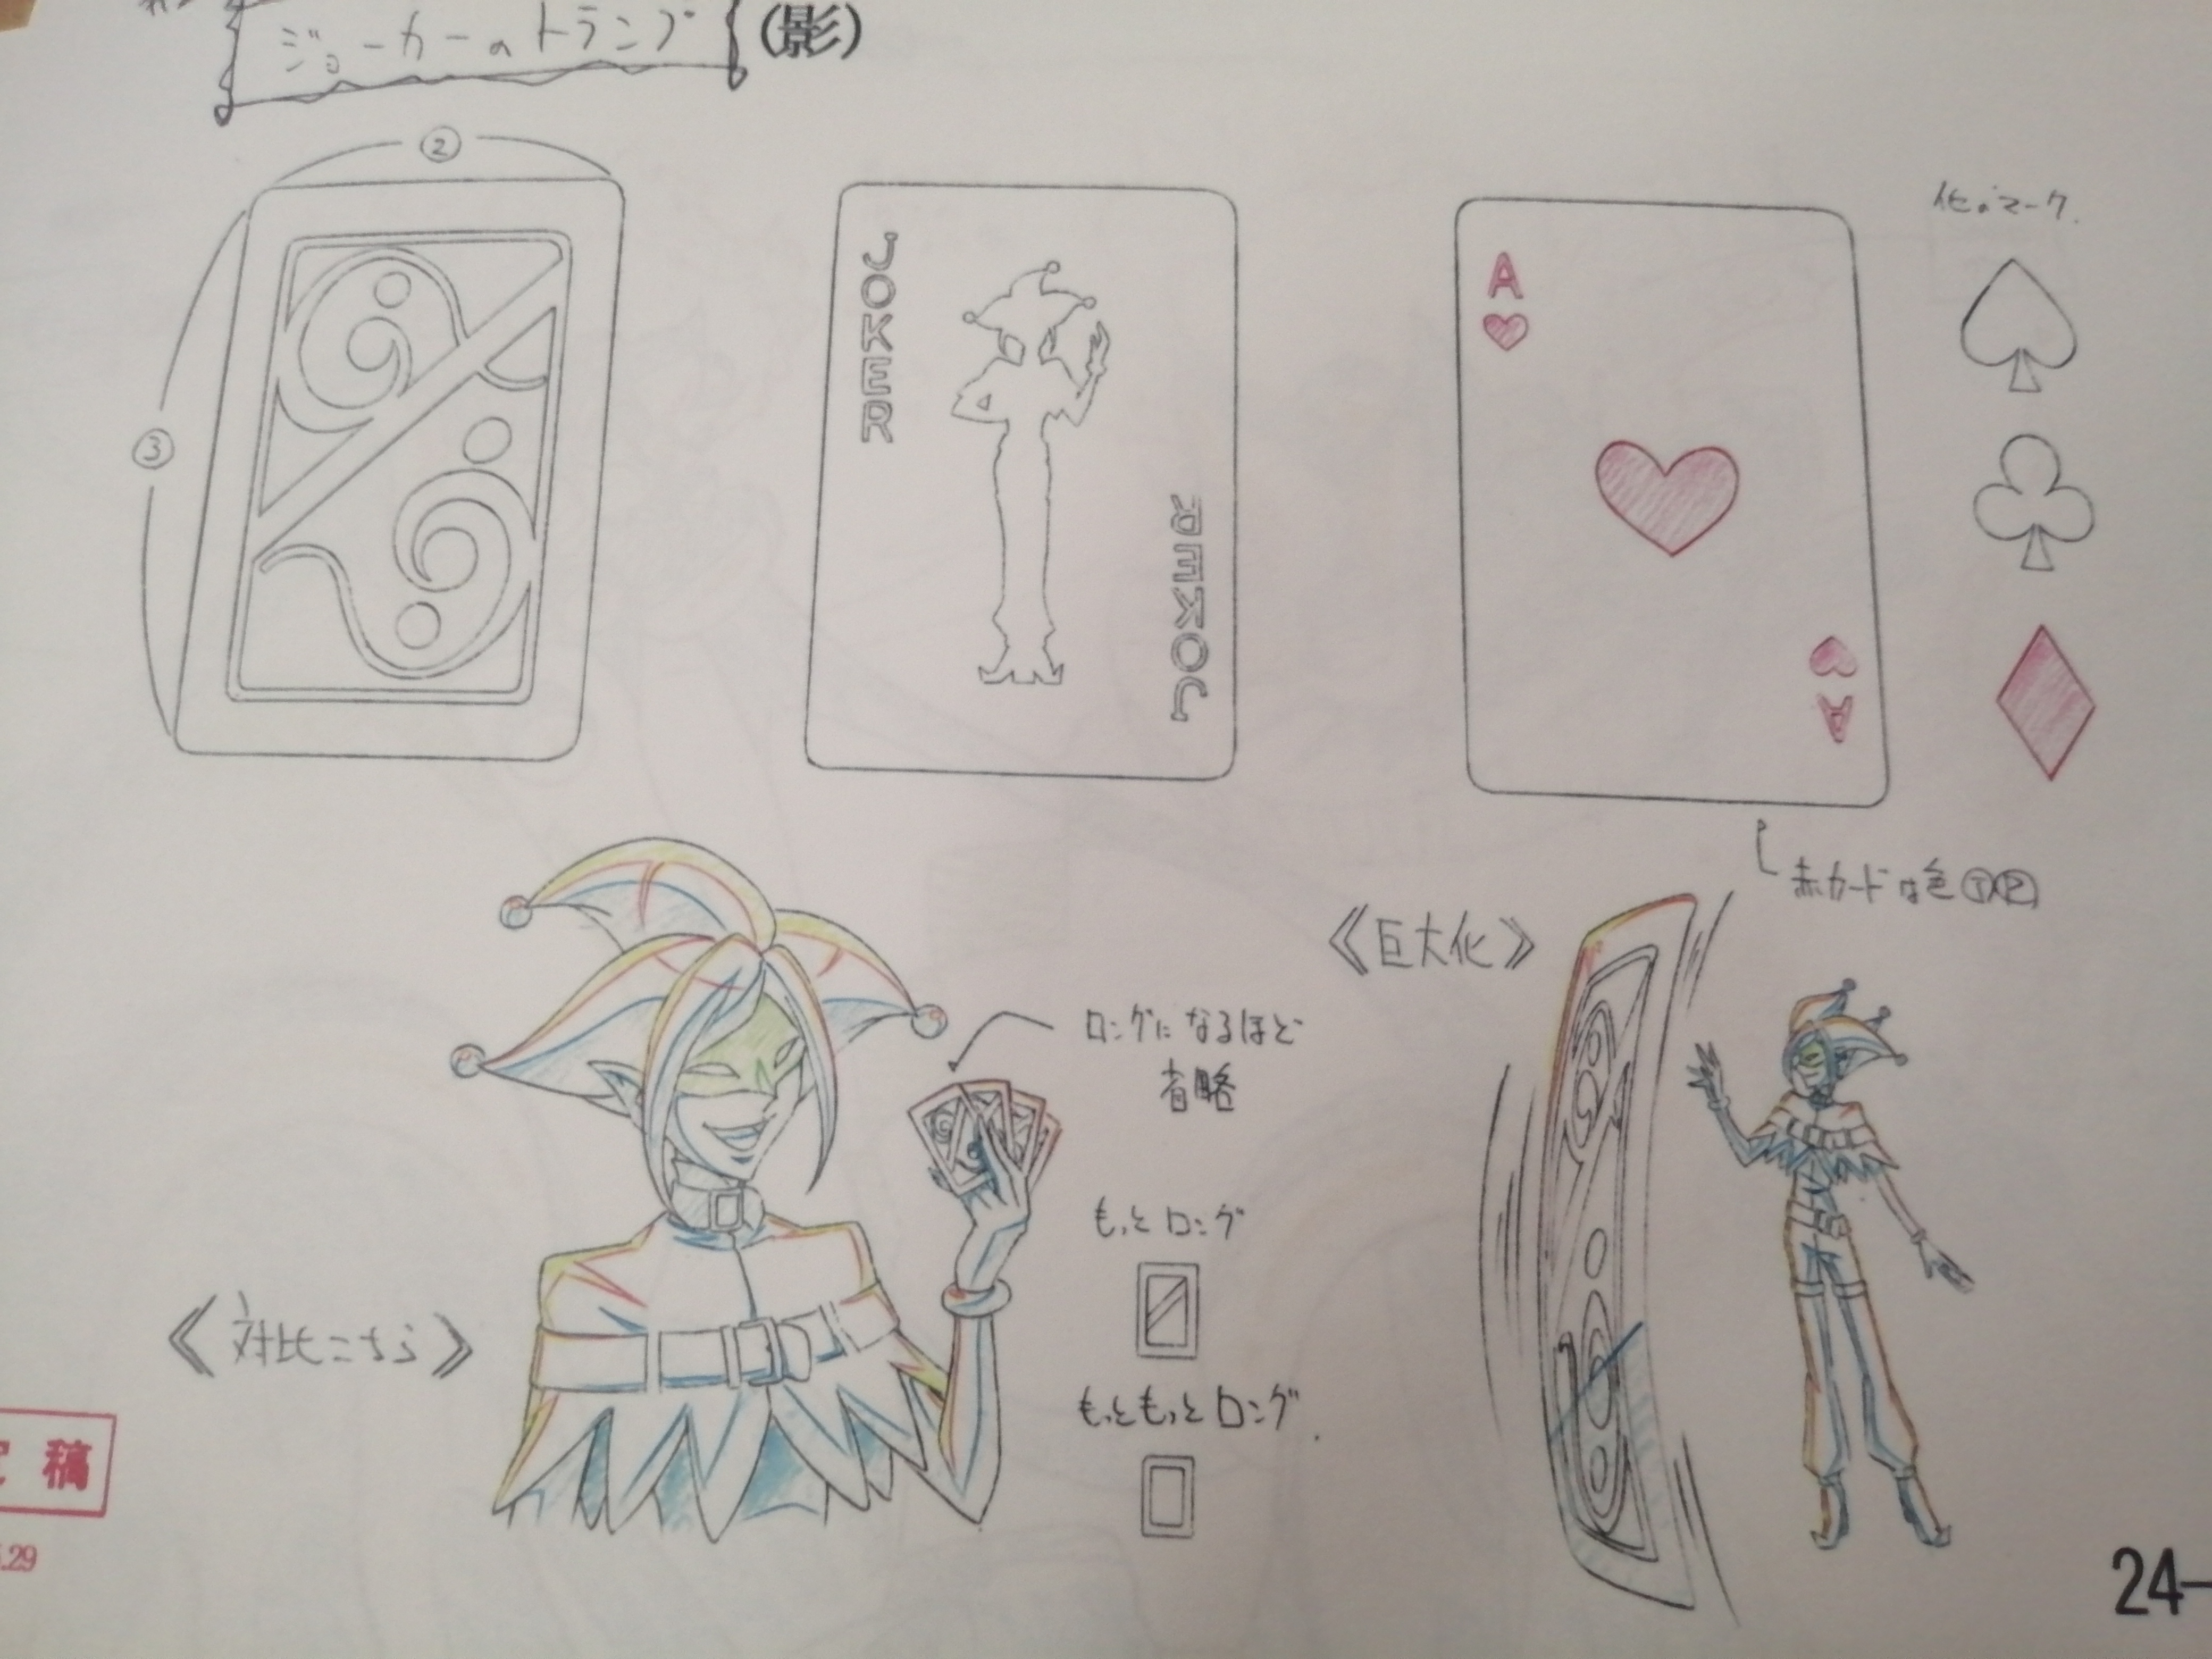 ジョーカーのトランプ
(影)
②
③
JOKER
JOKER
A
A
他のマーク.
赤カードは色①②
《巨大化》
ロングになるほど
省略
もっとロング
《対比こちら》
もっともっとロング.
定稿
.29
24-